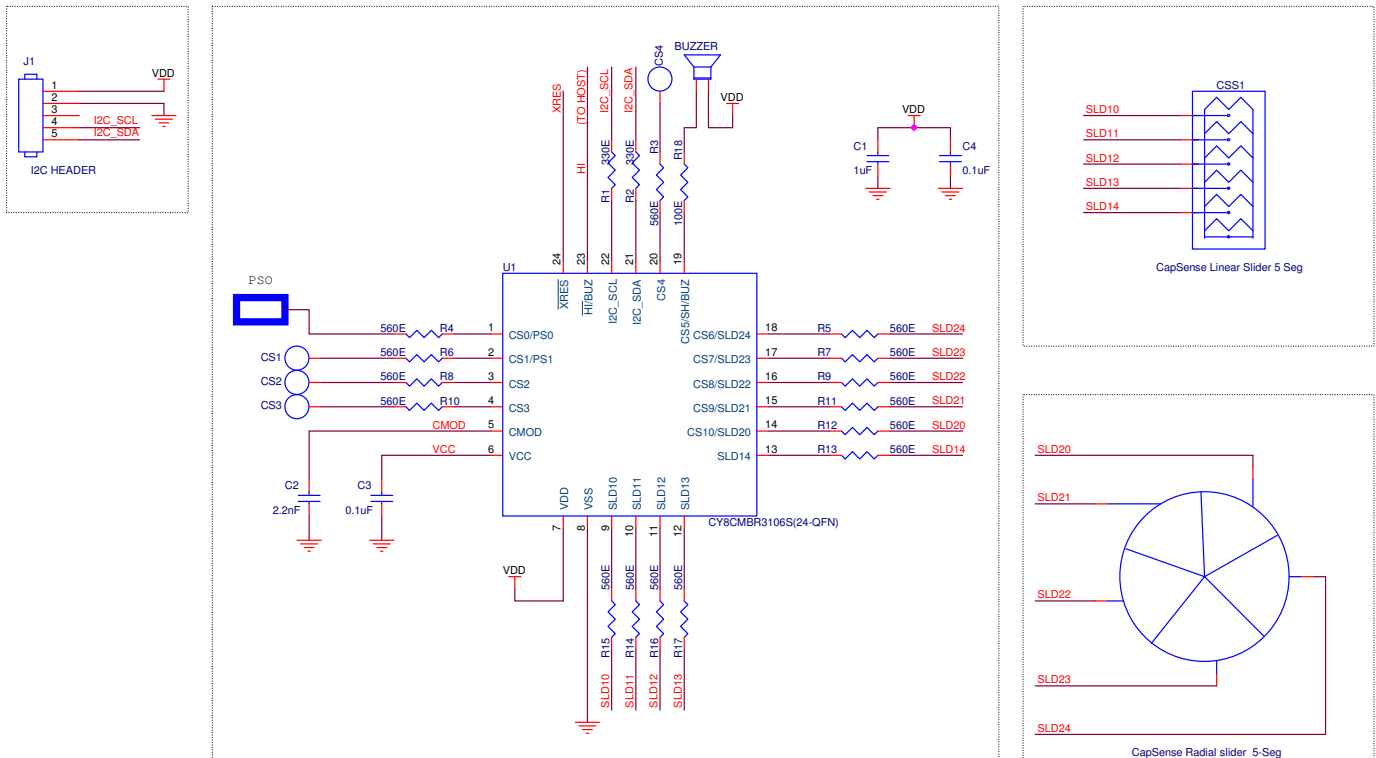 J1
VDD
1
2
3
4
5
I2C_SCL
I2C_SDA
I2C HEADER
XRES
HI (TO HOST)
I2C_SCL
I2C_SDA
CS4
BUZZER
VDD
R1 330E
R2 330E
R3 560E
R18 100E
VDD
C1
1uF
C4
0.1uF
24
23
22
21
20
19
U1
XRES
HI/BUZ
I2C_SCL
I2C_SDA
CS4
CS5/SH/BUZ
PS0
560E R4 1 CS0/PS0
CS1 560E R6 2 CS1/PS1
CS2 560E R8 3 CS2
CS3 560E R10 4 CS3
CMOD 5 CMOD
VCC 6 VCC
CS6/SLD24 18 R5 560E SLD24
CS7/SLD23 17 R7 560E SLD23
CS8/SLD22 16 R9 560E SLD22
CS9/SLD21 15 R11 560E SLD21
CS10/SLD20 14 R12 560E SLD20
SLD14 13 R13 560E SLD14
C2
2.2nF
C3
0.1uF
VDD
VSS
SLD10
SLD11
SLD12
SLD13
7
8
9
10
11
12
CY8CMBR3106S(24-QFN)
VDD
R15 560E
R14 560E
R16 560E
R17 560E
SLD10
SLD11
SLD12
SLD13
CSS1
SLD10
SLD11
SLD12
SLD13
SLD14
CapSense Linear Slider 5 Seg
SLD20
SLD21
SLD22
SLD23
SLD24
CapSense Radial slider 5-Seg